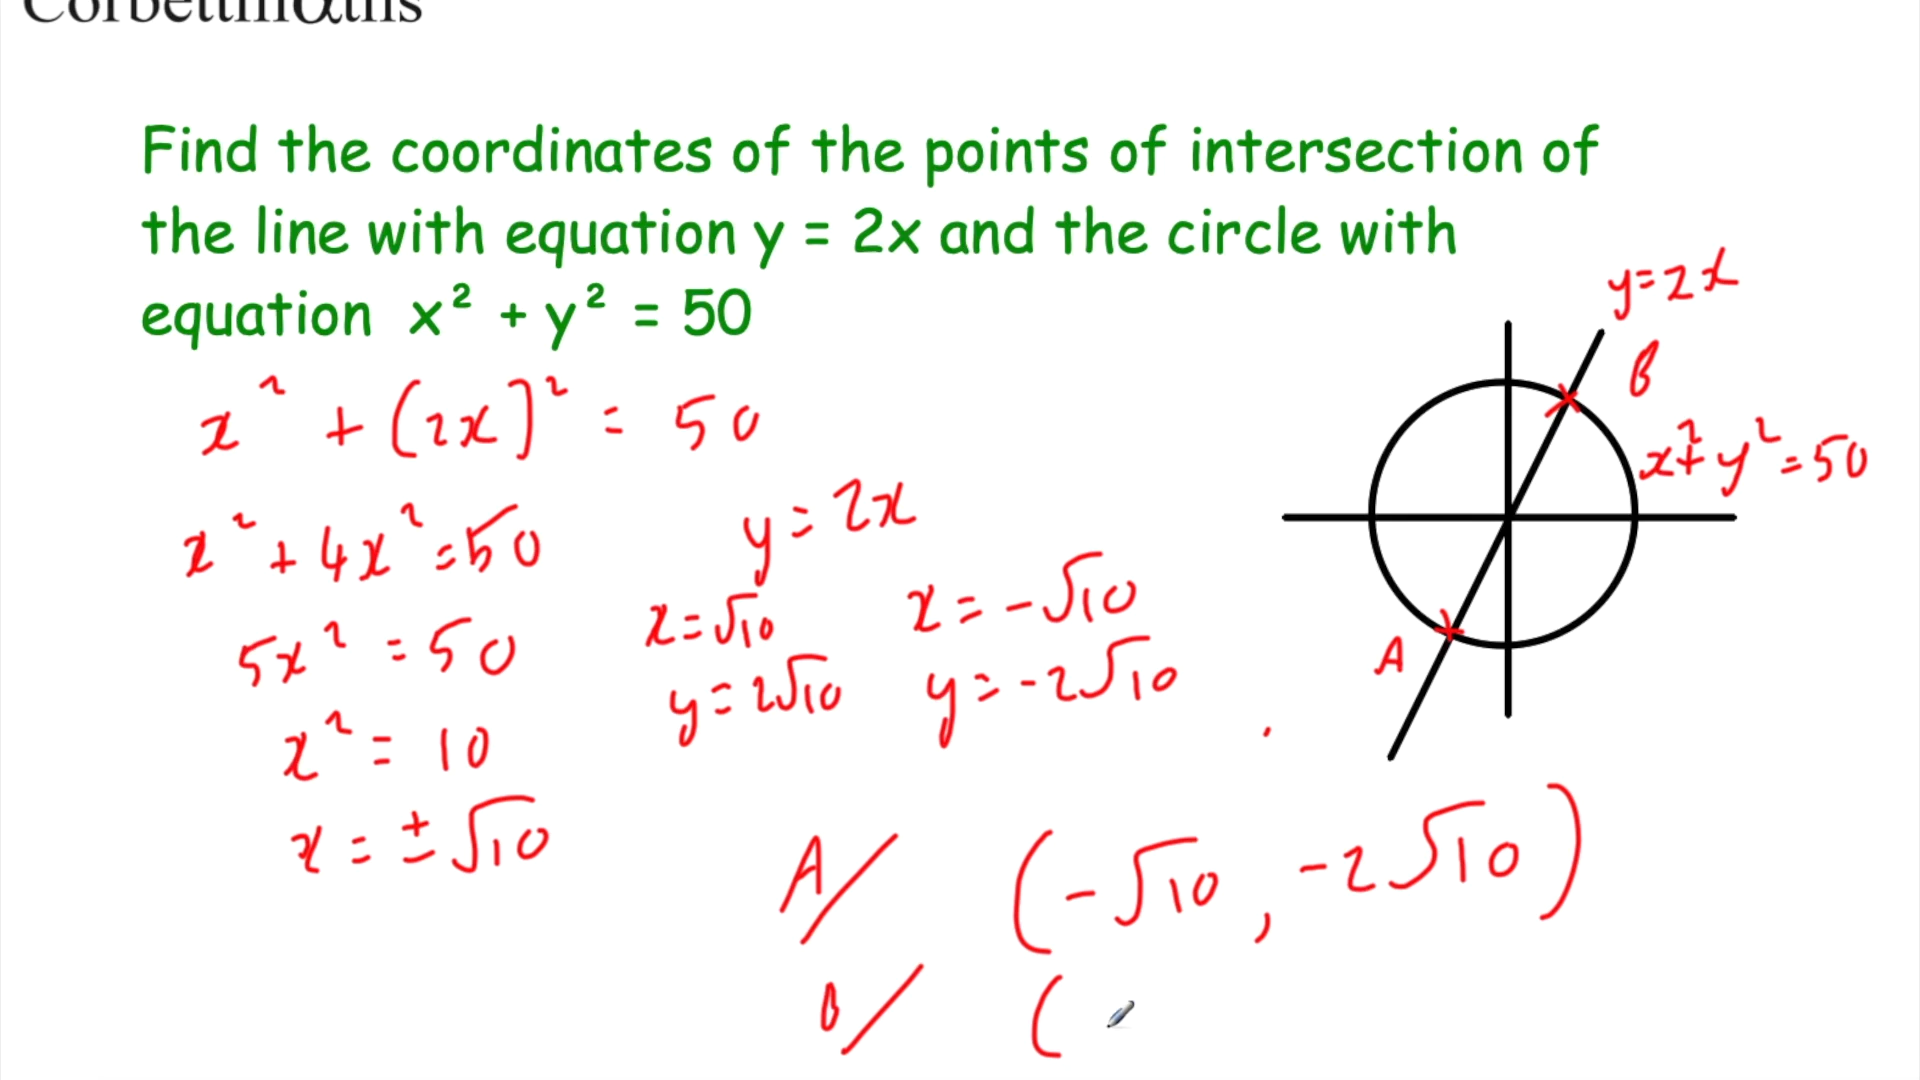 Corbettmαths
Find the coordinates of the points of intersection of
the line with equation y = 2x and the circle with
equation x² + y² = 50
x² + (2x)² = 50
x² + 4x² = 50
5x² = 50
x² = 10
x = ±√10
y = 2x
x = √10
y = 2√10
x = -√10
y = -2√10
y = 2x
B
x² + y² = 50
A
A/ (-√10, -2√10)
B/ (